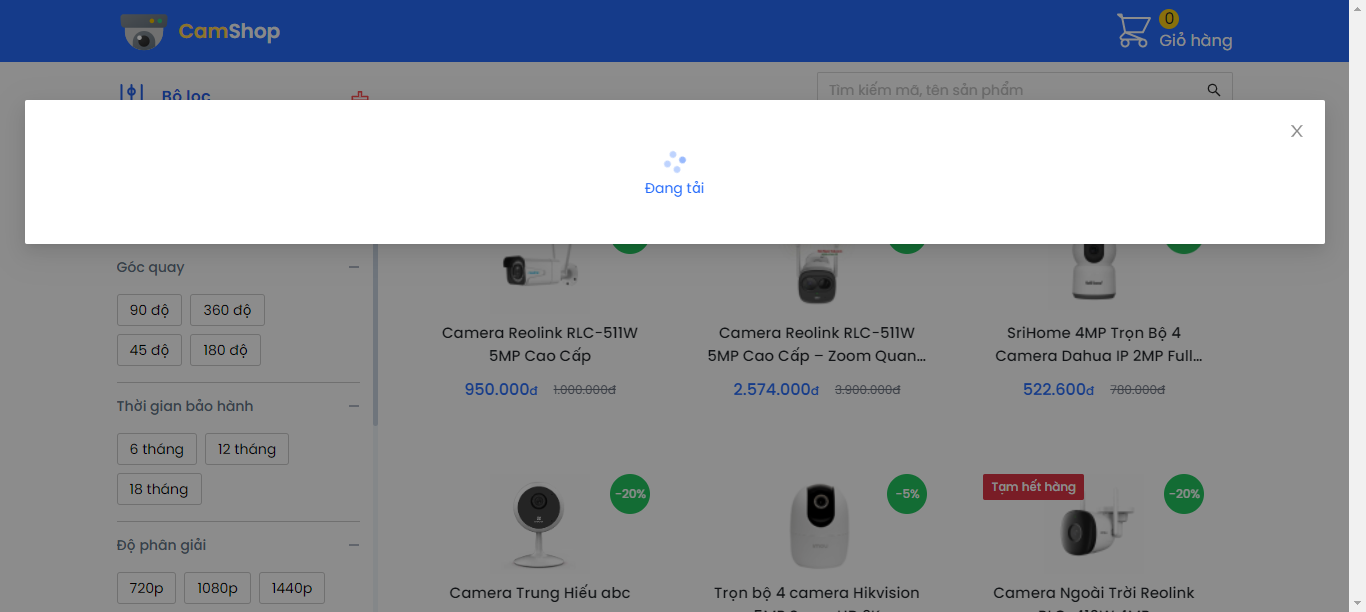 CamShop
0
Giỏ hàng
Bộ lọc
Tìm kiếm mã, tên sản phẩm
Đang tải
Góc quay
90 độ
360 độ
45 độ
180 độ
Thời gian bảo hành
6 tháng
12 tháng
18 tháng
Độ phân giải
720p
1080p
1440p
Camera Reolink RLC-511W
5MP Cao Cấp
950.000đ 1.000.000đ
Camera Reolink RLC-511W
5MP Cao Cấp – Zoom Quan...
2.574.000đ 3.900.000đ
SriHome 4MP Trọn Bộ 4
Camera Dahua IP 2MP Full...
522.600đ 780.000đ
-20%
Camera Trung Hiếu abc
-5%
Trọn bộ 4 camera Hikvision
Tạm hết hàng
-20%
Camera Ngoài Trời Reolink